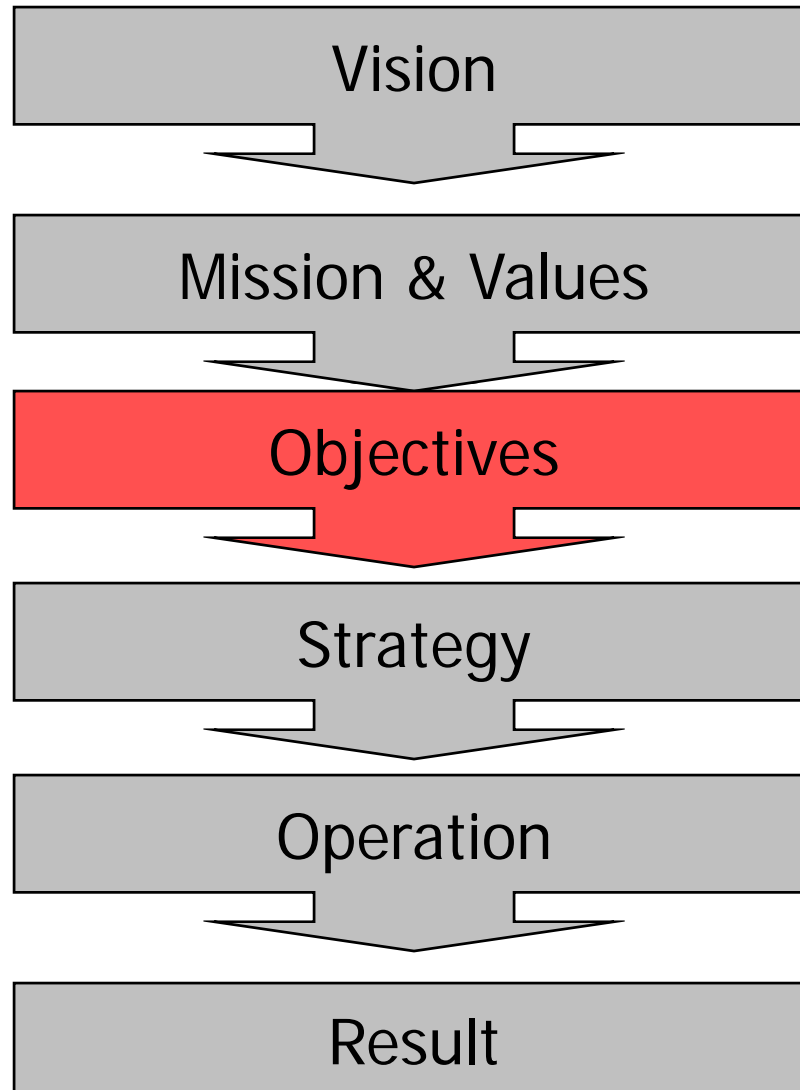 Vision
Mission & Values
Objectives
Strategy
Operation
Result